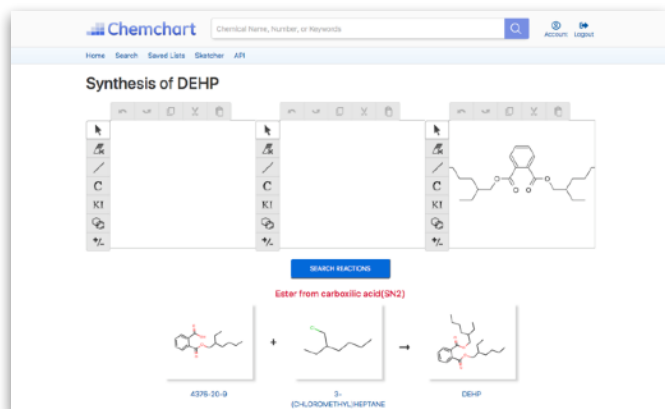 Chemchart
Chemical Name, Number, or Keywords
Account Logout
Home Search Saved Lists Sketcher API
Synthesis of DEHP
C C C
K! K! K!
+/- +/- +/-
O O
O O
SEARCH REACTIONS
Ester from carboxilic acid(SN2)
+ →
4376-20-9 3- DEHP
(CHLOROMETHYL)HEPTANE